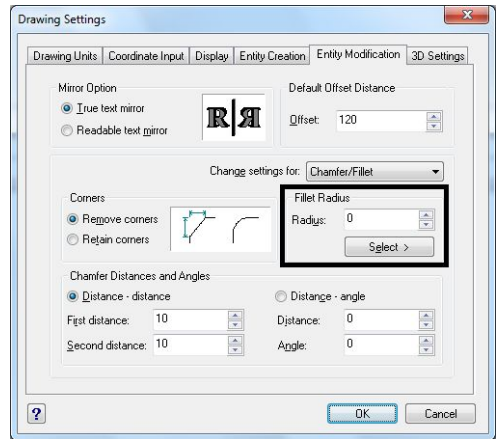 Drawing Settings
Drawing Units Coordinate Input Display Entity Creation Entity Modification 3D Settings
Mirror Option
True text mirror
Readable text mirror
R R
Default Offset Distance
Offset: 120
Change settings for: Chamfer/Fillet
Corners
Remove corners
Retain corners
Fillet Radius
Radius: 0
Select >
Chamfer Distances and Angles
Distance - distance
First distance: 10
Second distance: 10
Distance - angle
Distance: 0
Angle: 0
? OK Cancel